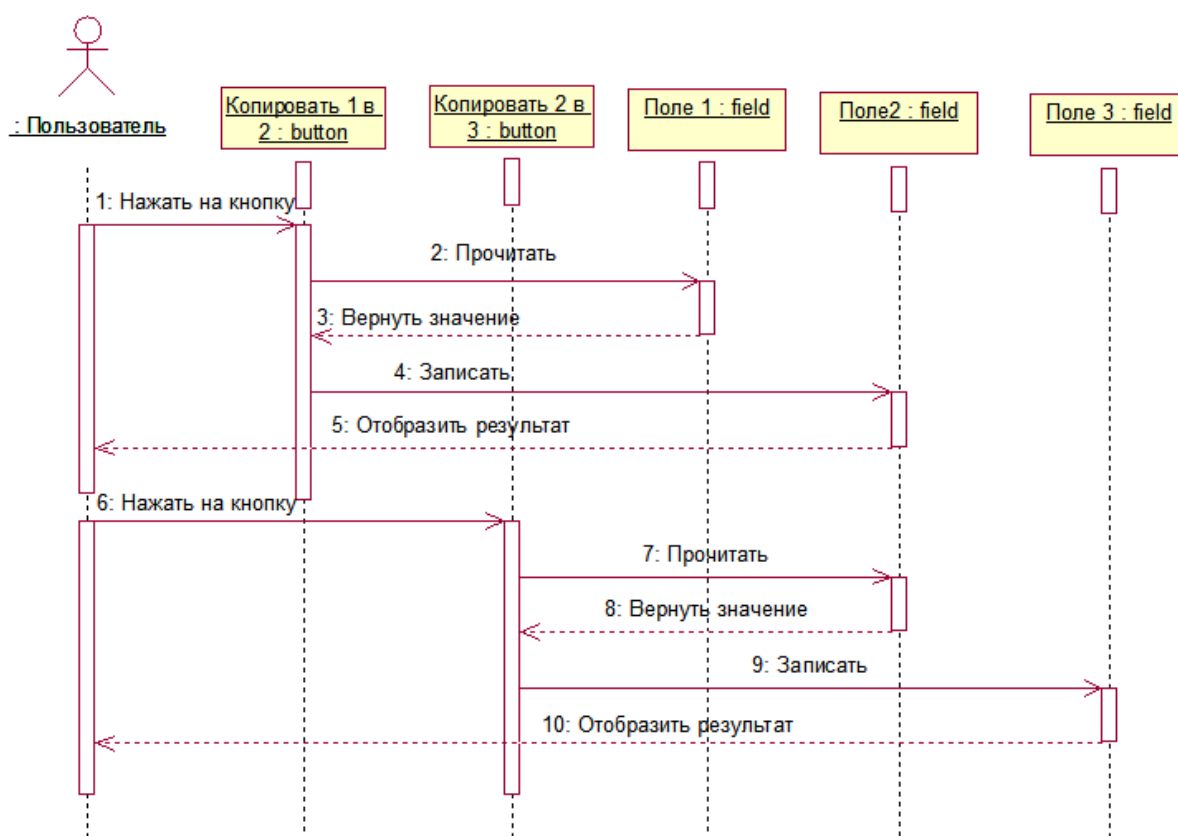 : Пользователь
Копировать 1 в
2 : button
Копировать 2 в
3 : button
Поле 1 : field
Поле2 : field
Поле 3 : field
1: Нажать на кнопку
2: Прочитать
3: Вернуть значение
4: Записать
5: Отобразить результат
6: Нажать на кнопку
7: Прочитать
8: Вернуть значение
9: Записать
10: Отобразить результат